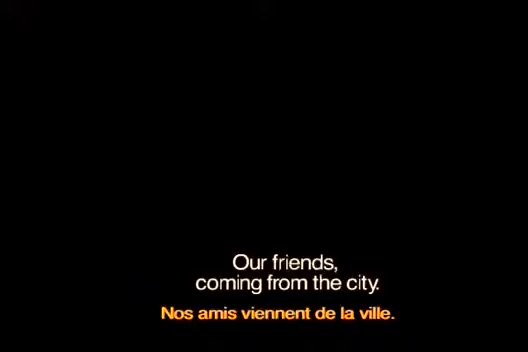 Our friends,
coming from the city.
Nos amis viennent de la ville.